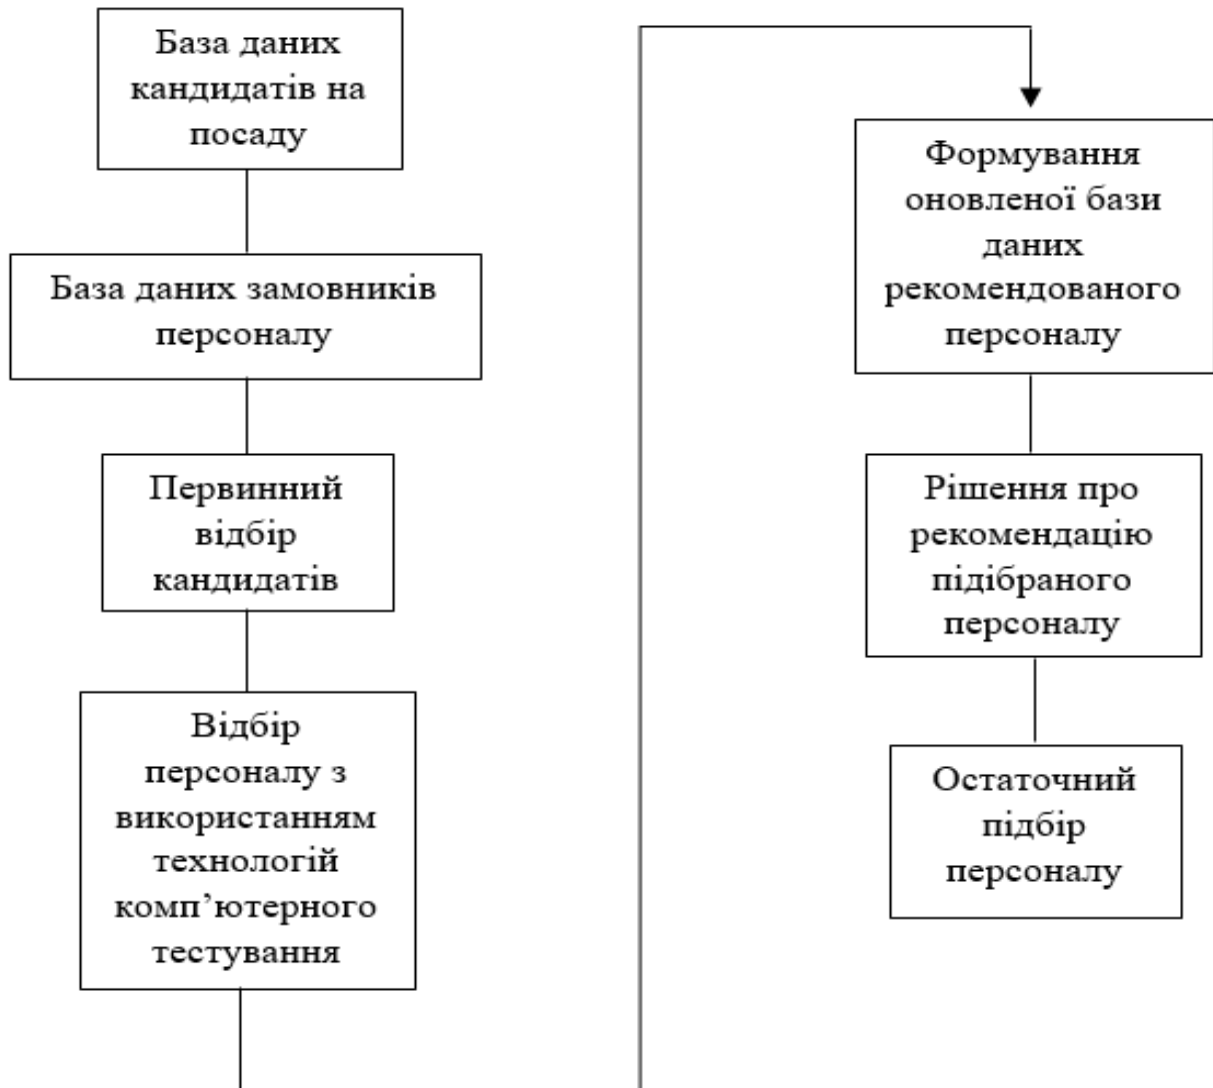 База даних
кандидатів на
посаду
База даних замовників
персоналу
Первинний
відбір
кандидатів
Відбір
персоналу з
використанням
технологій
комп’ютерного
тестування
Формування
оновленої бази
даних
рекомендованого
персоналу
Рішення про
рекомендацію
підібраного
персоналу
Остаточний
підбір
персоналу